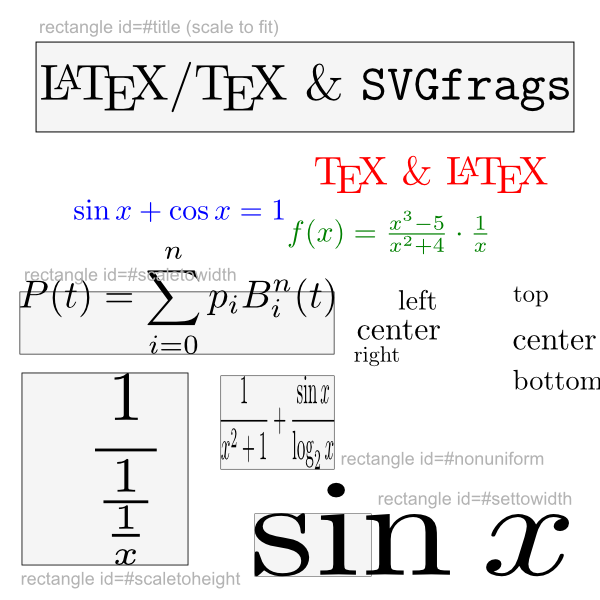 rectangle id=#title (scale to fit)
LATEX/TEX & SVGfrags
TEX & LATEX
sin x + cos x = 1
f(x) = \frac{x^3-5}{x^2+4} \cdot \frac{1}{x}
rectangle id=#scaletowidth
P(t) = \sum_{i=0}^{n} p_i B_i^n(t)
left
center
right
top
center
bottom
\frac{1}{\frac{1}{\frac{1}{x}}}
rectangle id=#scaletoheight
\frac{1}{x^2+1} + \frac{\sin x}{\log_2 x}
rectangle id=#nonuniform
rectangle id=#settowidth
sin x